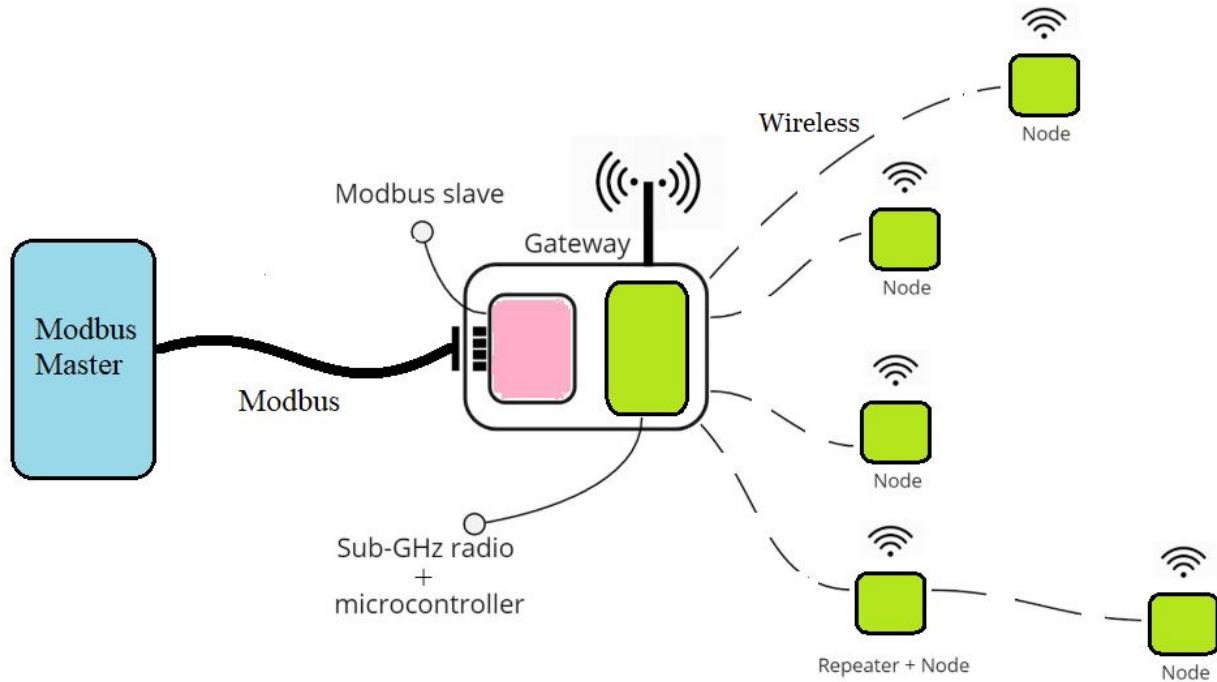 Node
Wireless
Modbus slave
Gateway
Node
Modbus
Master
Modbus
Node
Sub-GHz radio
+
microcontroller
Repeater + Node
Node